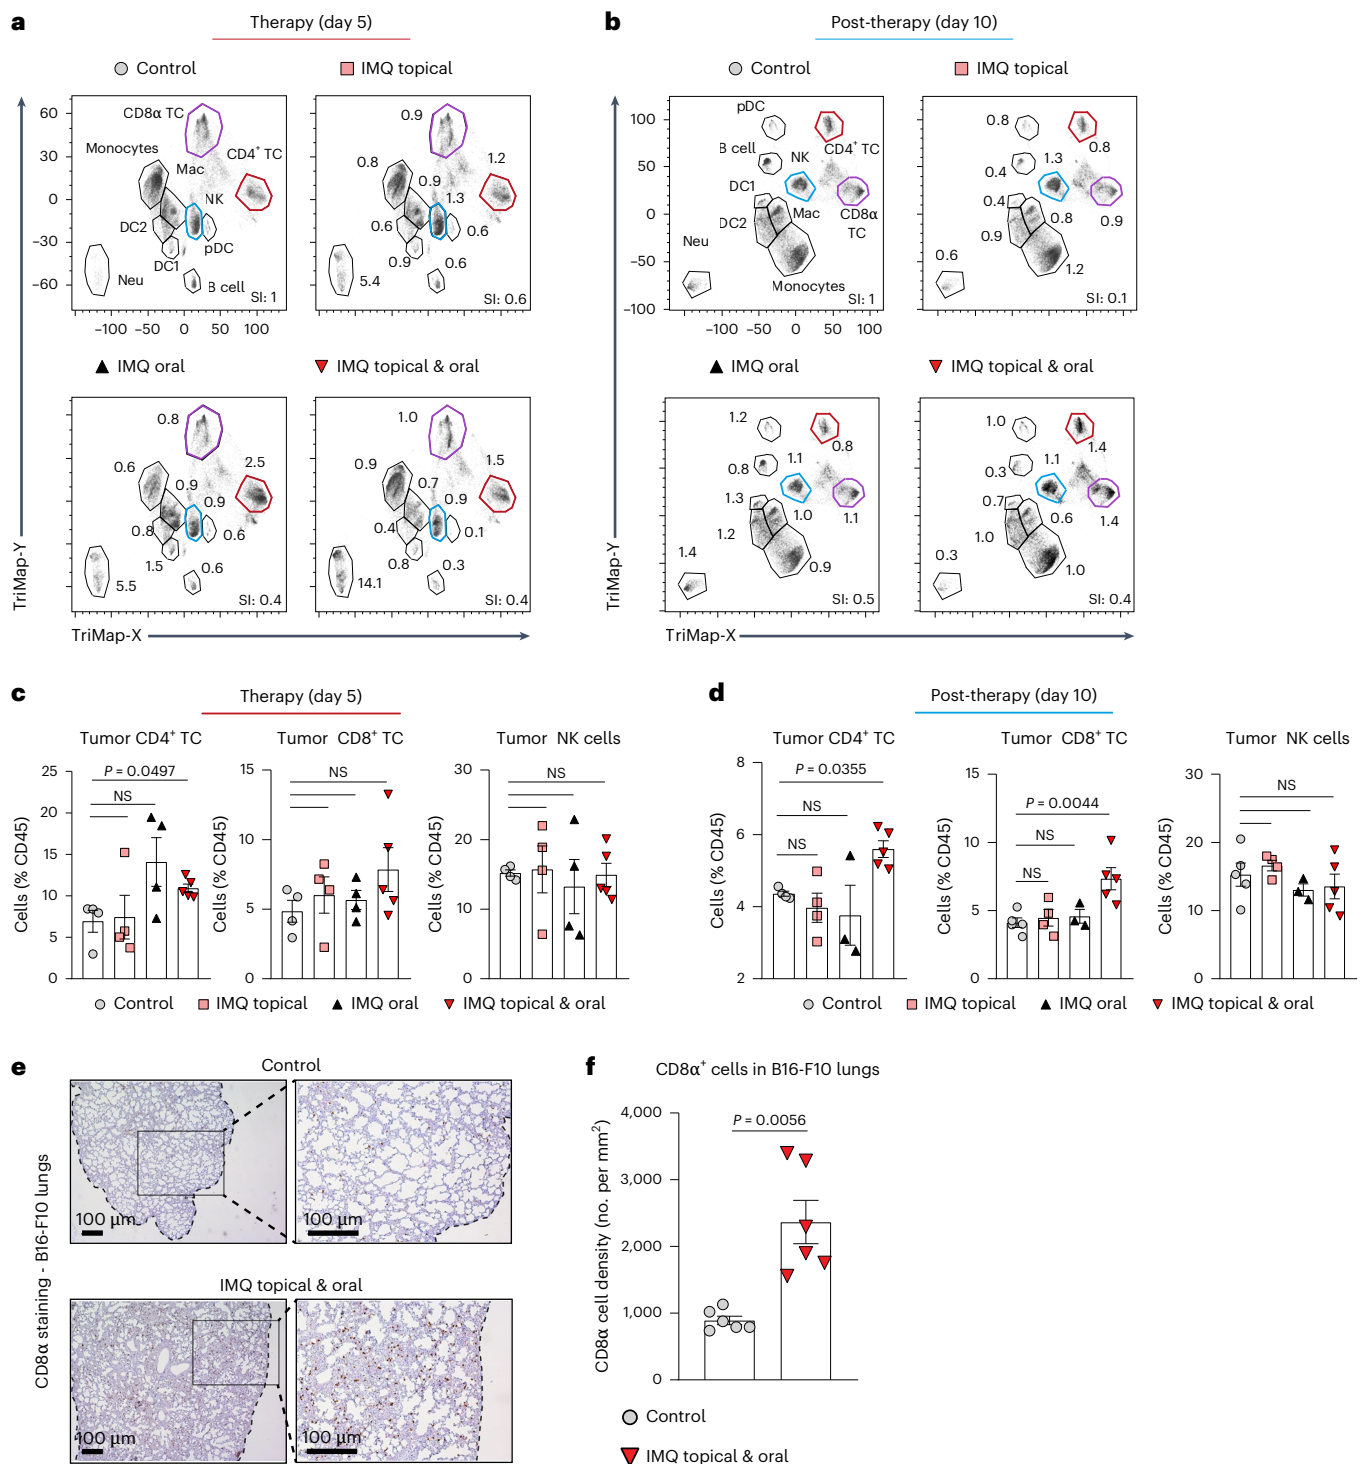 a
Therapy (day 5)
Control
IMQ topical
60
30
0
−30
−60
CD8α TC
Monocytes
Mac
CD4+ TC
NK
DC2
pDC
DC1
Neu
B cell
SI: 1
−100 −50 0 50 100
0.9
0.8
1.2
0.9
1.3
0.6
0.6
0.9
0.6
5.4
SI: 0.6
IMQ oral
IMQ topical & oral
0.8
2.5
0.6
0.9
0.9
0.8
0.6
1.5
0.6
5.5
SI: 0.4
1.0
1.5
0.9
0.7
0.9
0.4
0.1
0.8
0.3
14.1
SI: 0.4
TriMap-Y
TriMap-X
b
Post-therapy (day 10)
Control
IMQ topical
100
50
0
−50
−100
pDC
B cell
NK
CD4+ TC
DC1
Mac
CD8α
TC
DC2
Neu
Monocytes
SI: 1
−100 −50 0 50 100
0.8
0.8
1.3
0.4
0.4
0.8
0.9
0.9
0.6
1.2
SI: 0.1
IMQ oral
IMQ topical & oral
1.2
0.8
1.1
0.8
1.3
1.0
1.1
1.2
1.4
0.9
SI: 0.5
1.0
1.4
1.1
0.3
0.7
0.6
1.4
1.0
0.3
1.0
SI: 0.4
TriMap-Y
TriMap-X
c
Therapy (day 5)
Tumor CD4+ TC
P = 0.0497
NS
25
20
15
10
5
0
Cells (% CD45)
Tumor CD8+ TC
NS
15
10
5
0
Cells (% CD45)
Tumor NK cells
NS
30
20
10
0
Cells (% CD45)
Control
IMQ topical
IMQ oral
IMQ topical & oral
d
Post-therapy (day 10)
Tumor CD4+ TC
P = 0.0355
NS
NS
8
6
4
2
Cells (% CD45)
Tumor CD8+ TC
P = 0.0044
NS
NS
15
10
5
0
Cells (% CD45)
Tumor NK cells
NS
30
20
10
0
Cells (% CD45)
Control
IMQ topical
IMQ oral
IMQ topical & oral
e
Control
100 µm
100 µm
IMQ topical & oral
100 µm
100 µm
CD8α staining - B16-F10 lungs
f
CD8α+ cells in B16-F10 lungs
P = 0.0056
4,000
3,000
2,000
1,000
0
CD8α cell density (no. per mm2)
Control
IMQ topical & oral